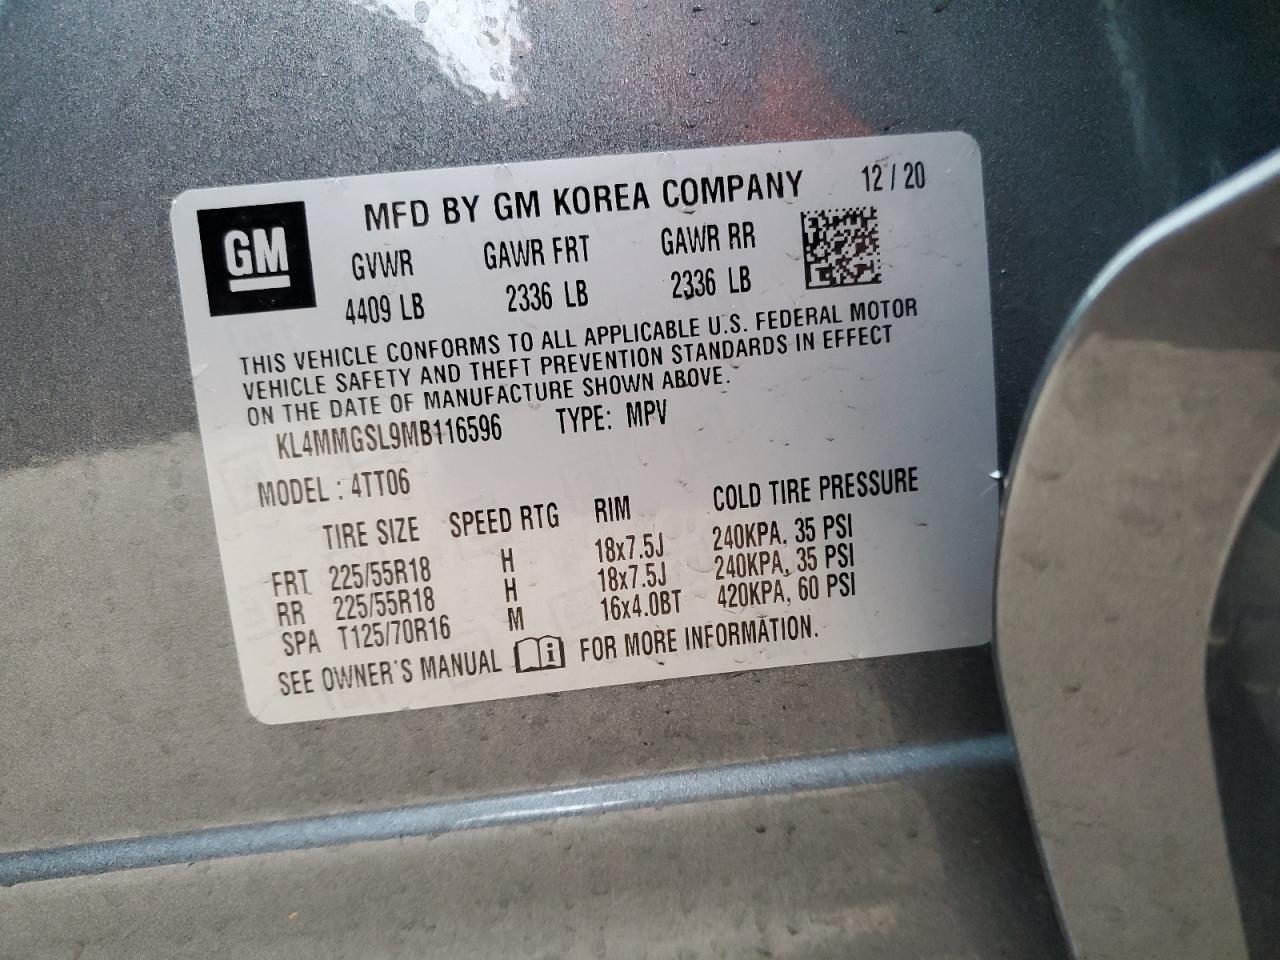 GM
MFD BY GM KOREA COMPANY 12 / 20
GVWR GAWR FRT GAWR RR
4409 LB 2336 LB 2336 LB
THIS VEHICLE CONFORMS TO ALL APPLICABLE U.S. FEDERAL MOTOR
VEHICLE SAFETY AND THEFT PREVENTION STANDARDS IN EFFECT
ON THE DATE OF MANUFACTURE SHOWN ABOVE.
KL4MMGSL9MB116596 TYPE: MPV
MODEL : 4TT06
TIRE SIZE SPEED RTG RIM COLD TIRE PRESSURE
FRT 225/55R18 H 18x7.5J 240KPA, 35 PSI
RR 225/55R18 H 18x7.5J 240KPA, 35 PSI
SPA T125/70R16 M 16x4.0BT 420KPA, 60 PSI
SEE OWNER'S MANUAL i FOR MORE INFORMATION.